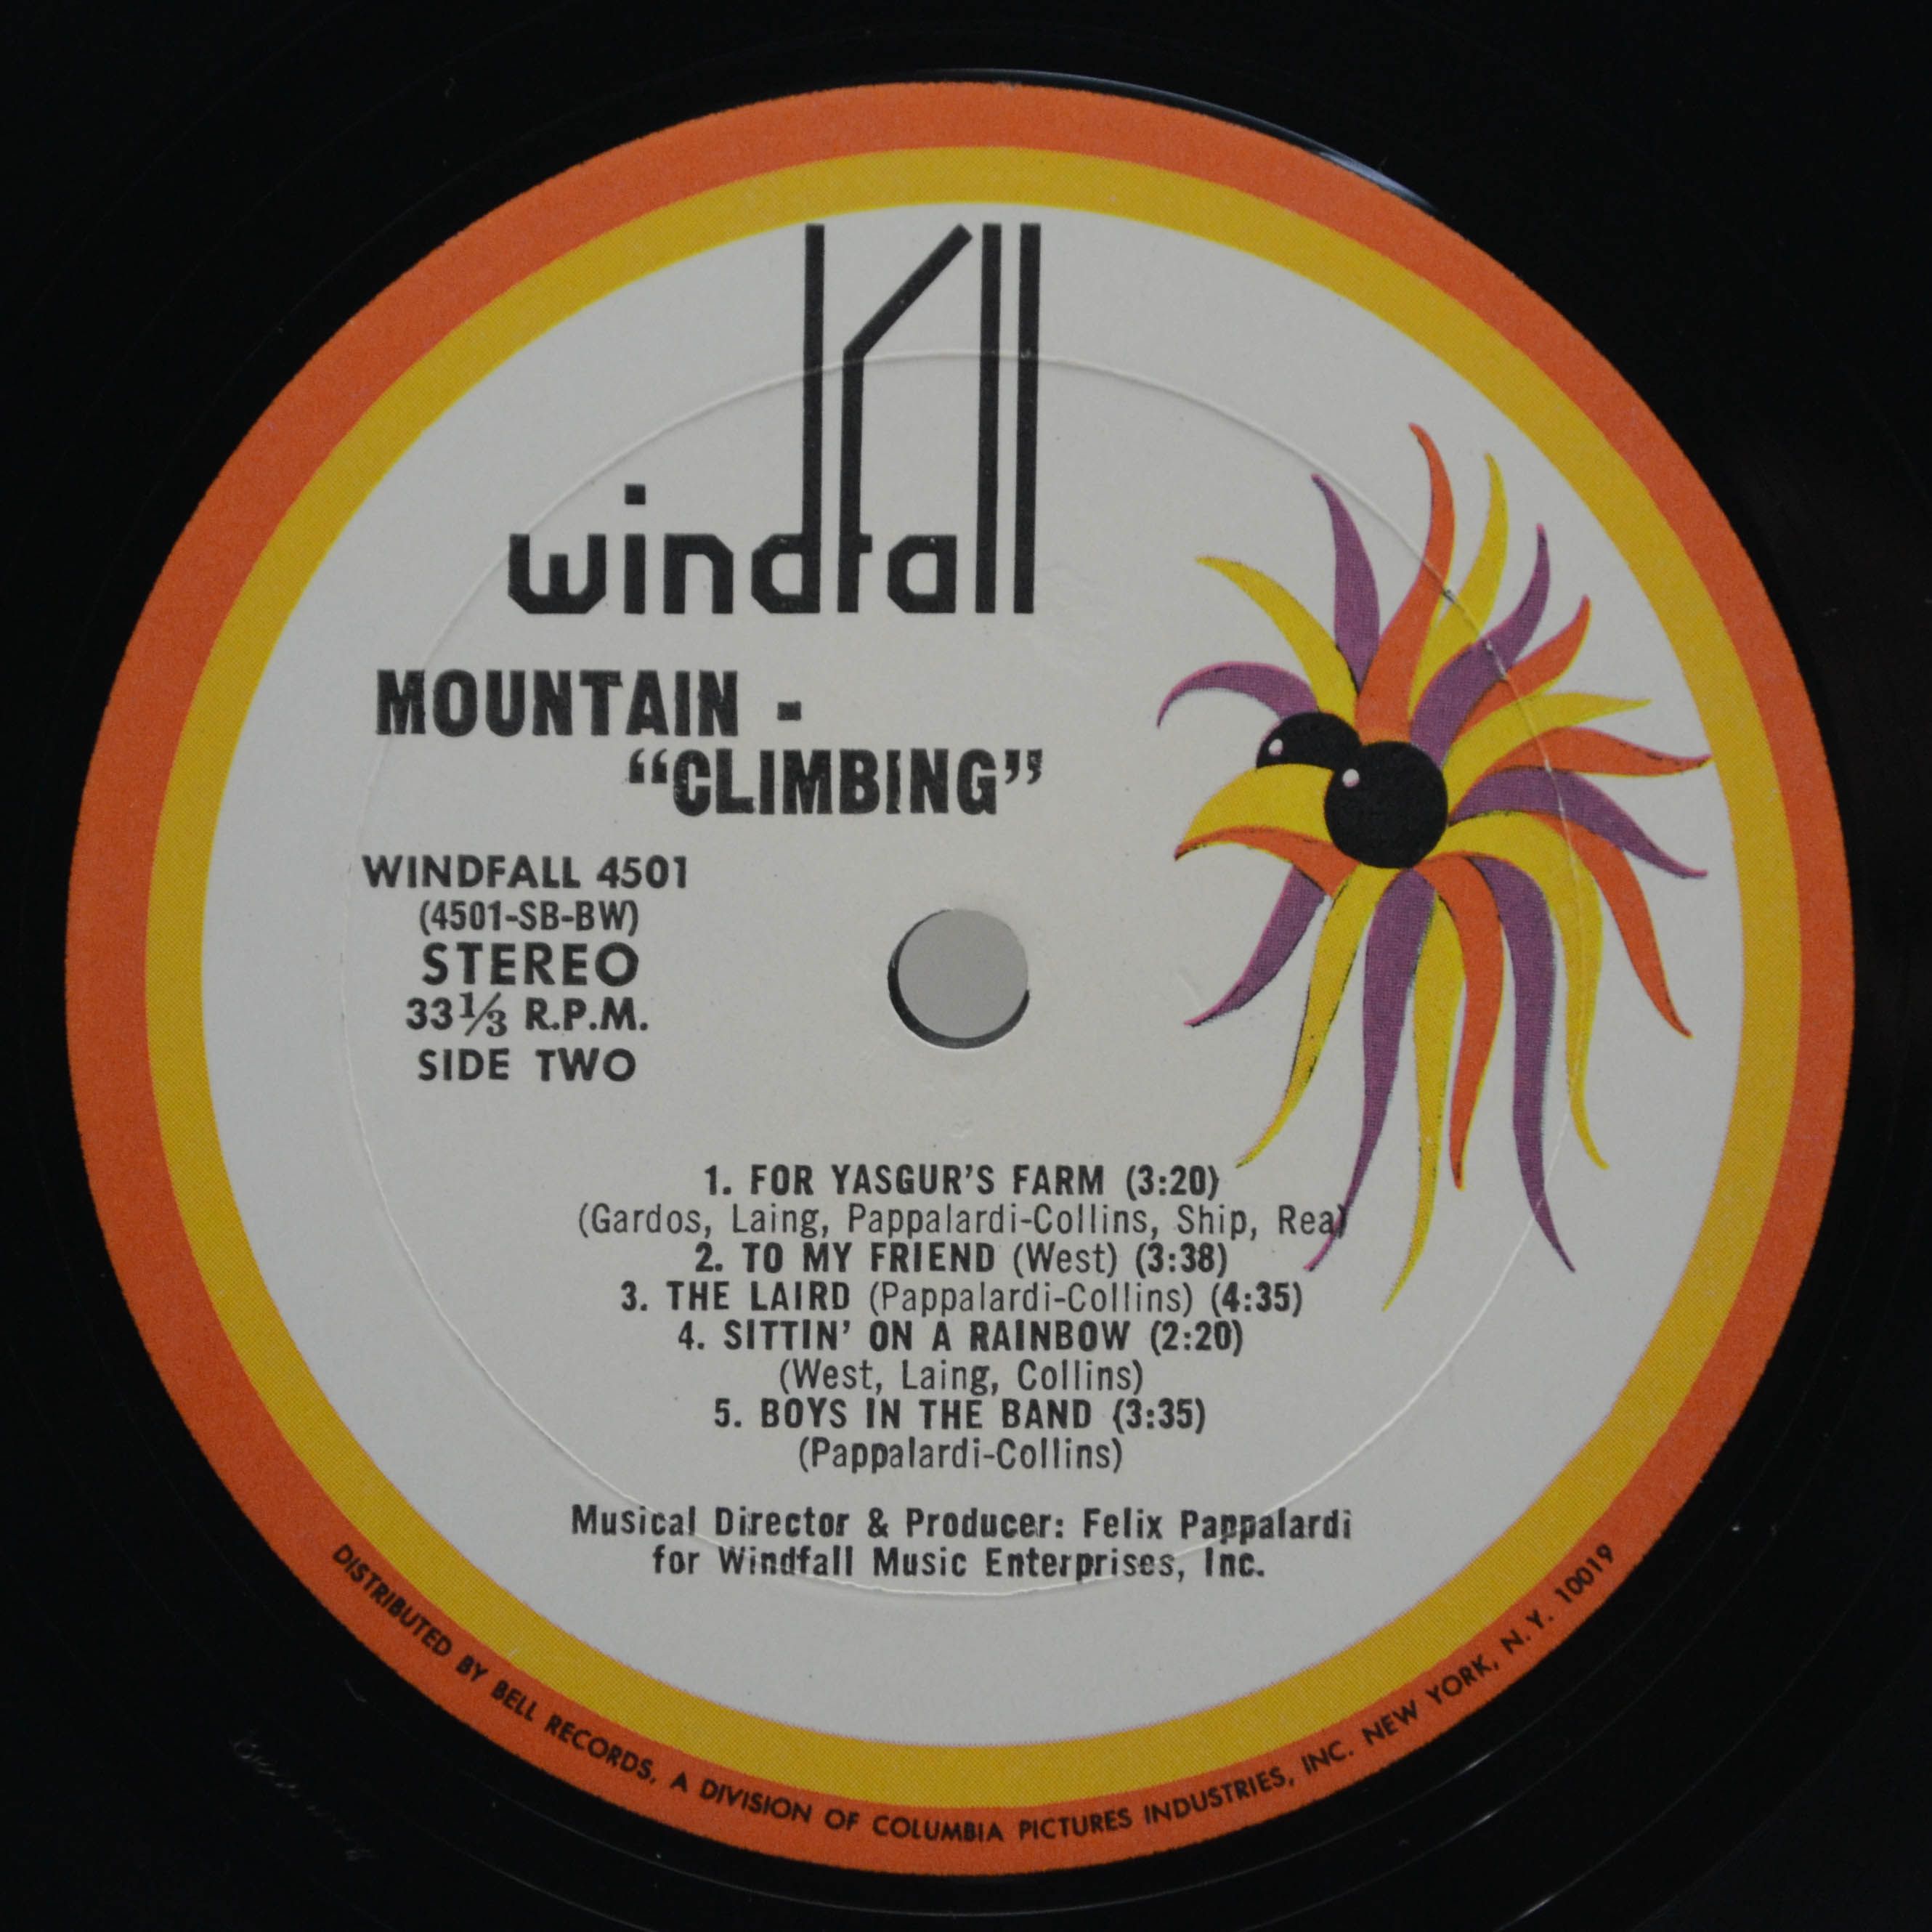 windfall
MOUNTAIN -
“CLIMBING”
WINDFALL 4501
(4501-SB-BW)
STEREO
33⅓ R.P.M.
SIDE TWO
1. FOR YASGUR’S FARM (3:20)
(Gardos, Laing, Pappalardi-Collins, Ship, Rea)
2. TO MY FRIEND (West) (3:38)
3. THE LAIRD (Pappalardi-Collins) (4:35)
4. SITTIN’ ON A RAINBOW (2:20)
(West, Laing, Collins)
5. BOYS IN THE BAND (3:35)
(Pappalardi-Collins)
Musical Director & Producer: Felix Pappalardi
for Windfall Music Enterprises, Inc.
DISTRIBUTED BY BELL RECORDS, A DIVISION OF COLUMBIA PICTURES INDUSTRIES, INC. NEW YORK, N.Y. 10019